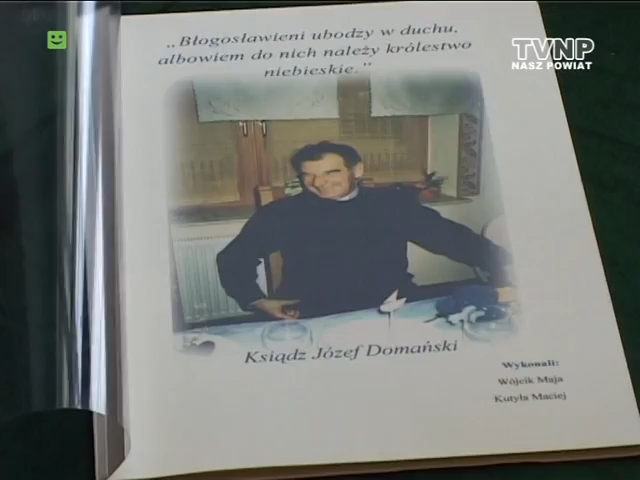 „Błogosławieni ubodzy w duchu,
albowiem do nich należy królestwo
niebieskie.”
TVNP
NASZ POWIAT
Ksiądz Józef Domański
Wykonali:
Wójcik Maja
Kutyła Maciej